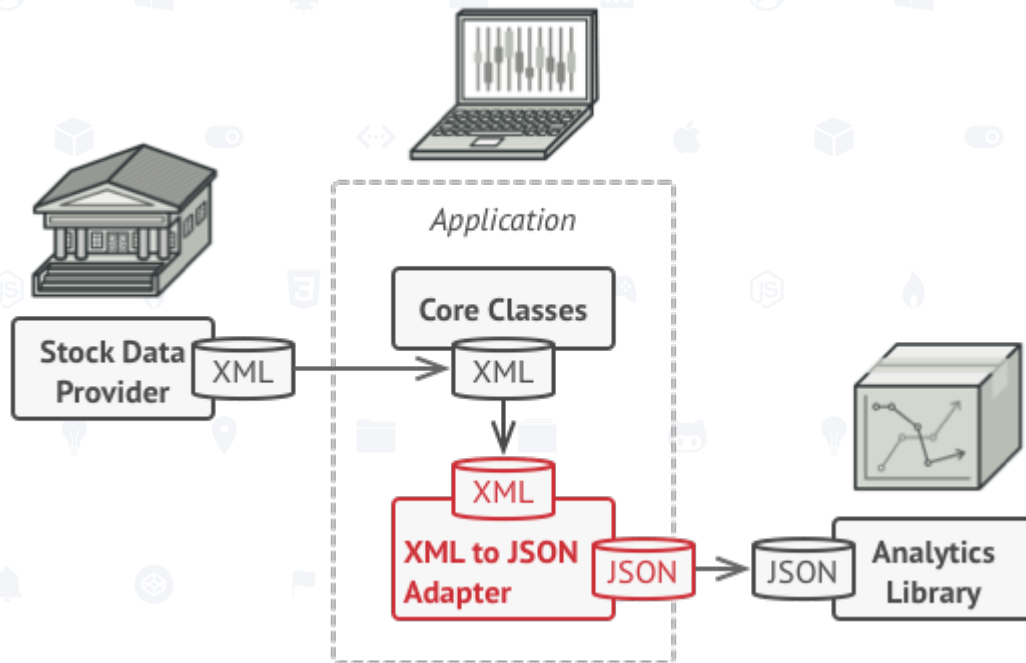 Application
Core Classes
XML
Stock Data
Provider
XML
XML
XML to JSON
Adapter
JSON
JSON
Analytics
Library